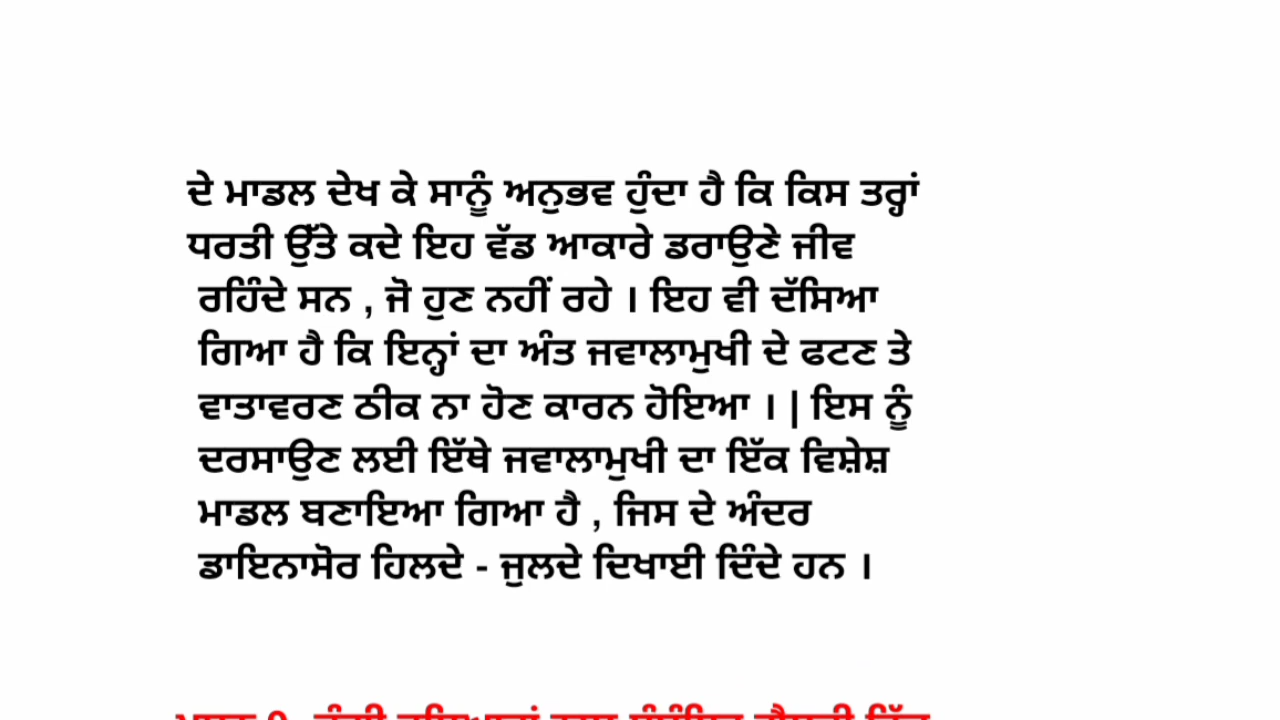 ਦੇ ਮਾਡਲ ਦੇਖ ਕੇ ਸਾਨੂੰ ਅਨੁਭਵ ਹੁੰਦਾ ਹੈ ਕਿ ਕਿਸ ਤਰ੍ਹਾਂ
ਧਰਤੀ ਉੱਤੇ ਕਦੇ ਇਹ ਵੱਡ ਆਕਾਰੇ ਡਰਾਉਣੇ ਜੀਵ
ਰਹਿੰਦੇ ਸਨ , ਜੋ ਹੁਣ ਨਹੀਂ ਰਹੇ । ਇਹ ਵੀ ਦੱਸਿਆ
ਗਿਆ ਹੈ ਕਿ ਇਨ੍ਹਾਂ ਦਾ ਅੰਤ ਜਵਾਲਾਮੁਖੀ ਦੇ ਫਟਣ ਤੇ
ਵਾਤਾਵਰਣ ਠੀਕ ਨਾ ਹੋਣ ਕਾਰਨ ਹੋਇਆ । | ਇਸ ਨੂੰ
ਦਰਸਾਉਣ ਲਈ ਇੱਥੇ ਜਵਾਲਾਮੁਖੀ ਦਾ ਇੱਕ ਵਿਸ਼ੇਸ਼
ਮਾਡਲ ਬਣਾਇਆ ਗਿਆ ਹੈ , ਜਿਸ ਦੇ ਅੰਦਰ
ਡਾਇਨਾਸੋਰ ਹਿਲਦੇ - ਜੁਲਦੇ ਦਿਖਾਈ ਦਿੰਦੇ ਹਨ ।